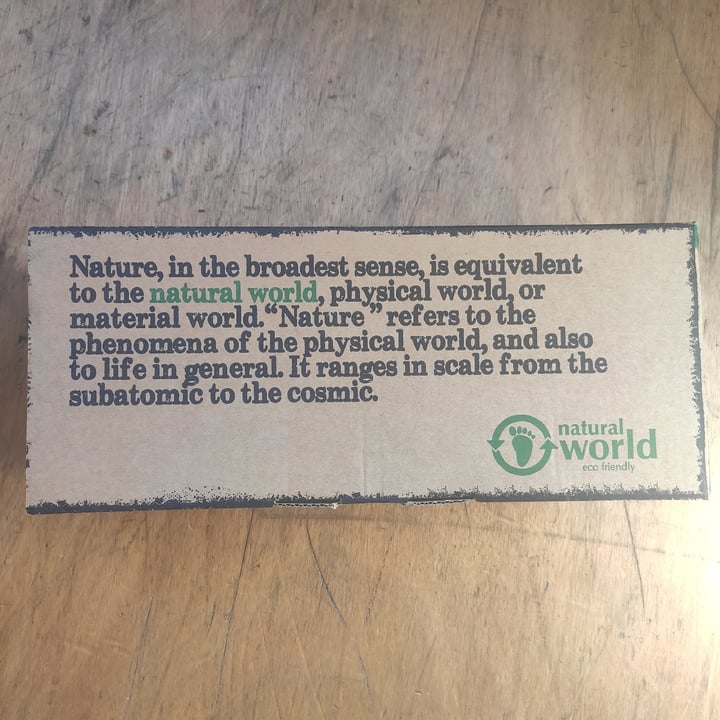 Nature, in the broadest sense, is equivalent
to the natural world, physical world, or
material world.“Nature” refers to the
phenomena of the physical world, and also
to life in general. It ranges in scale from the
subatomic to the cosmic.
natural
world
eco friendly